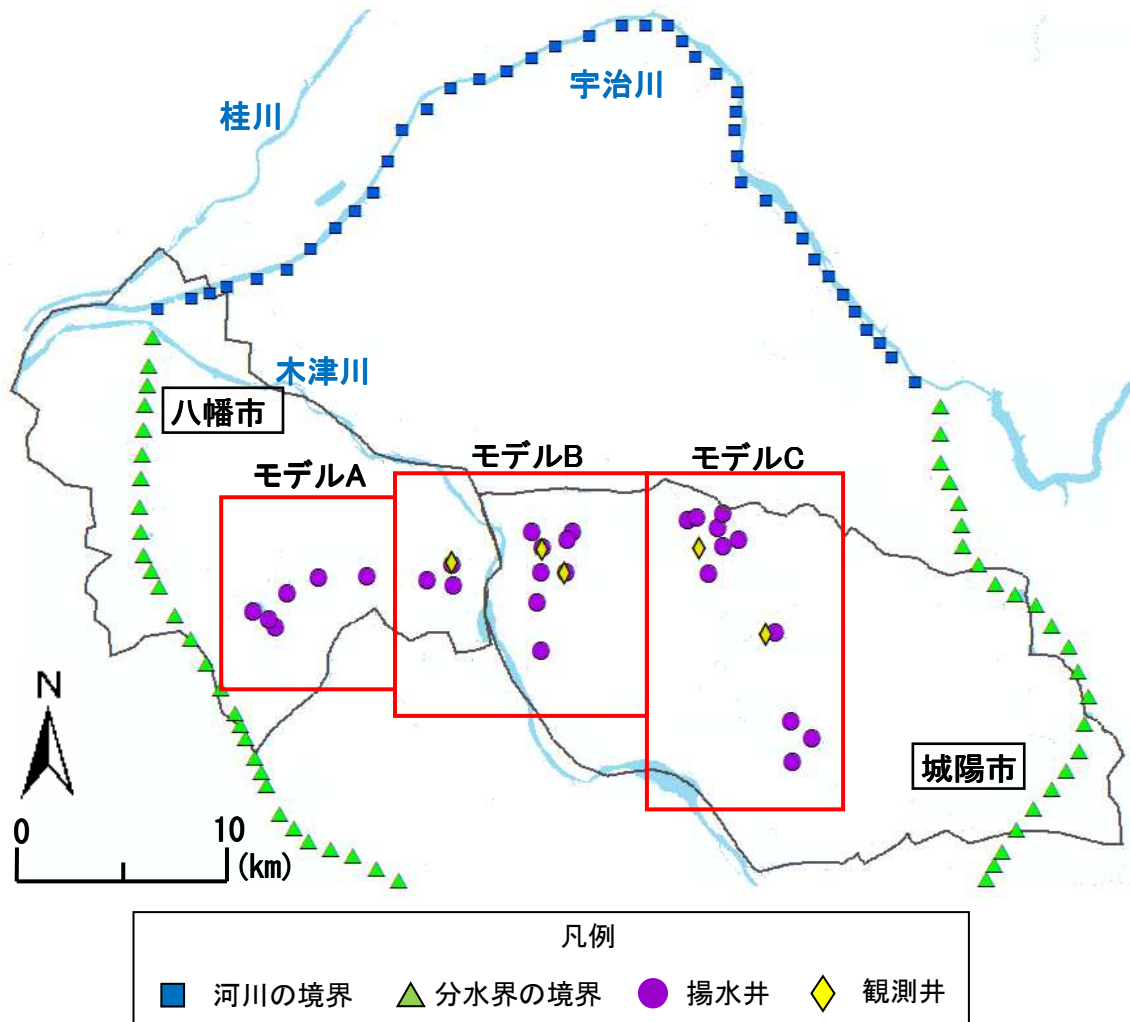 宇治川
桂川
木津川
八幡市
モデルA
モデルB
モデルC
N
城陽市
0 10
(km)
凡例
河川の境界 分水界の境界 揚水井 観測井